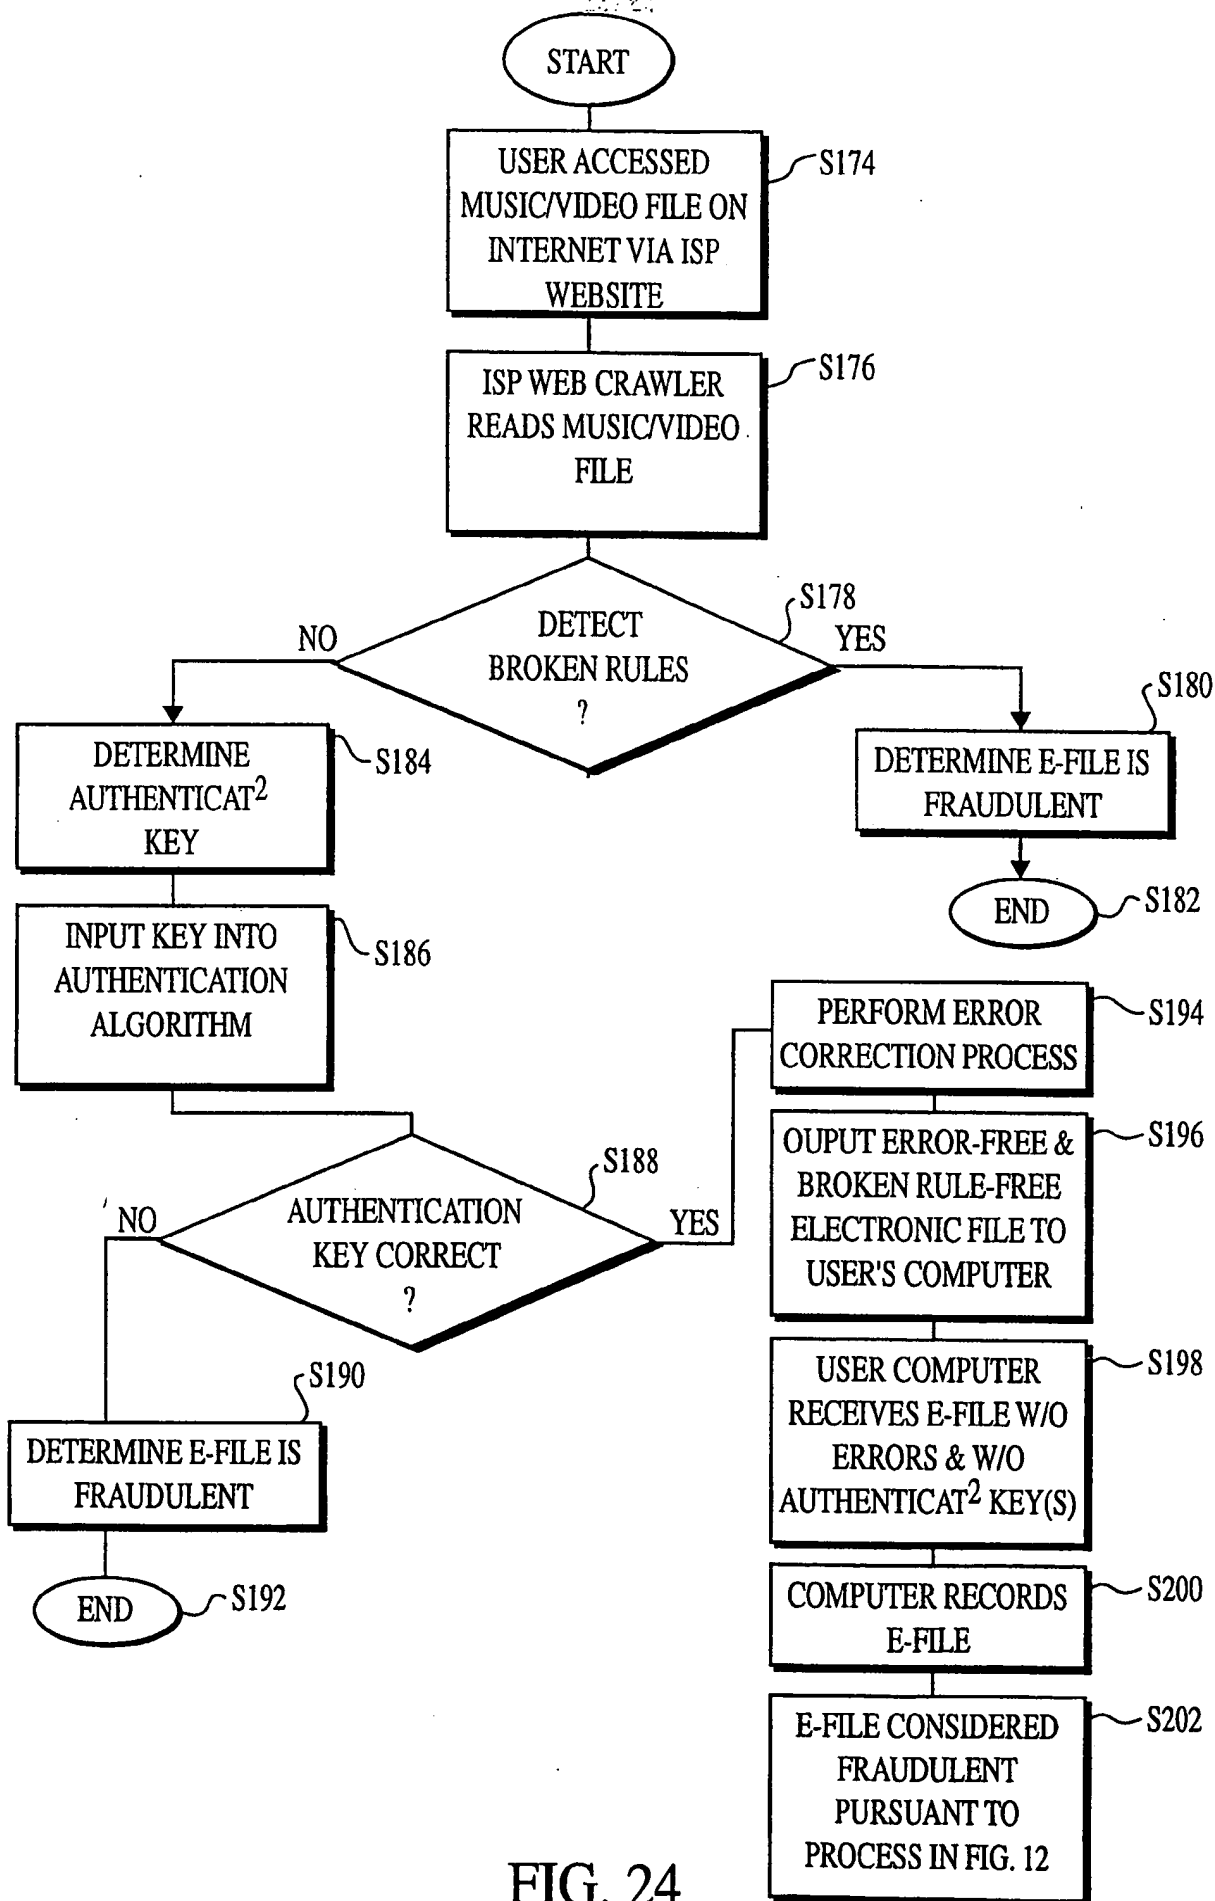 START
USER ACCESSED
MUSIC/VIDEO FILE ON
INTERNET VIA ISP
WEBSITE
S174
ISP WEB CRAWLER
READS MUSIC/VIDEO
FILE
S176
DETECT
BROKEN RULES
?
S178
NO
YES
DETERMINE
AUTHENTICAT²
KEY
S184
DETERMINE E-FILE IS
FRAUDULENT
S180
END
S182
INPUT KEY INTO
AUTHENTICATION
ALGORITHM
S186
AUTHENTICATION
KEY CORRECT
?
S188
NO
YES
DETERMINE E-FILE IS
FRAUDULENT
S190
END
S192
PERFORM ERROR
CORRECTION PROCESS
S194
OUPUT ERROR-FREE &
BROKEN RULE-FREE
ELECTRONIC FILE TO
USER'S COMPUTER
S196
USER COMPUTER
RECEIVES E-FILE W/O
ERRORS & W/O
AUTHENTICAT² KEY(S)
S198
COMPUTER RECORDS
E-FILE
S200
E-FILE CONSIDERED
FRAUDULENT
PURSUANT TO
PROCESS IN FIG. 12
S202
FIG. 24